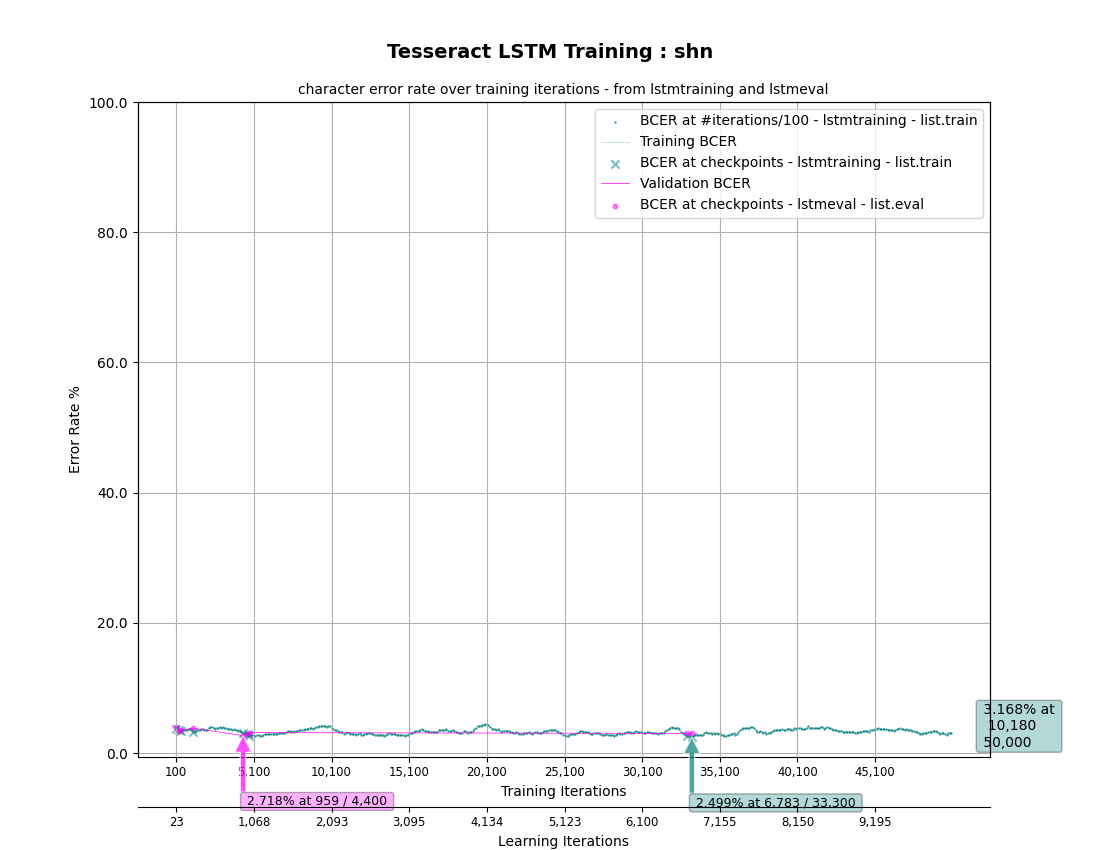 Tesseract LSTM Training : shn
character error rate over training iterations - from lstmtraining and lstmeval
100.0
BCER at #iterations/100 - lstmtraining - list.train
Training BCER
BCER at checkpoints - lstmtraining - list.train
Validation BCER
BCER at checkpoints - lstmeval - list.eval
80.0
60.0
Error Rate %
40.0
20.0
0.0
3.168% at
10,180
50,000
100 5,100 10,100 15,100 20,100 25,100 30,100 35,100 40,100 45,100
Training Iterations
2.718% at 959 / 4,400
2.499% at 6,783 / 33,300
23 1,068 2,093 3,095 4,134 5,123 6,100 7,155 8,150 9,195
Learning Iterations